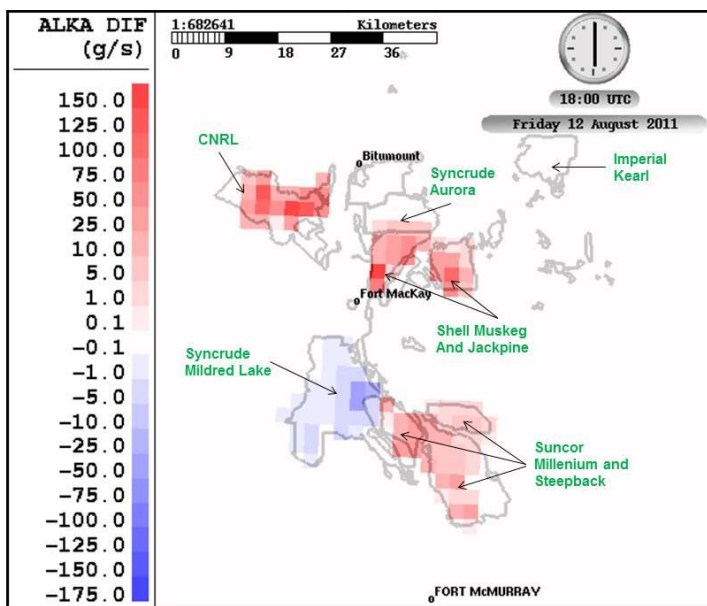 ALKA DIF
(g/s)
150.0
125.0
100.0
75.0
50.0
25.0
10.0
5.0
1.0
0.1
-0.1
-1.0
-5.0
-10.0
-25.0
-50.0
-75.0
-100.0
-125.0
-150.0
-175.0
1:682641 Kilometers
0 9 18 27 36
18:00 UTC
Friday 12 August 2011
CNRL
Bitumount
Syncrude
Aurora
Imperial
Kearl
Fort MacKay
Shell Muskeg
And Jackpine
Syncrude
Mildred Lake
Suncor
Millenium and
Steepback
FORT McMURRAY